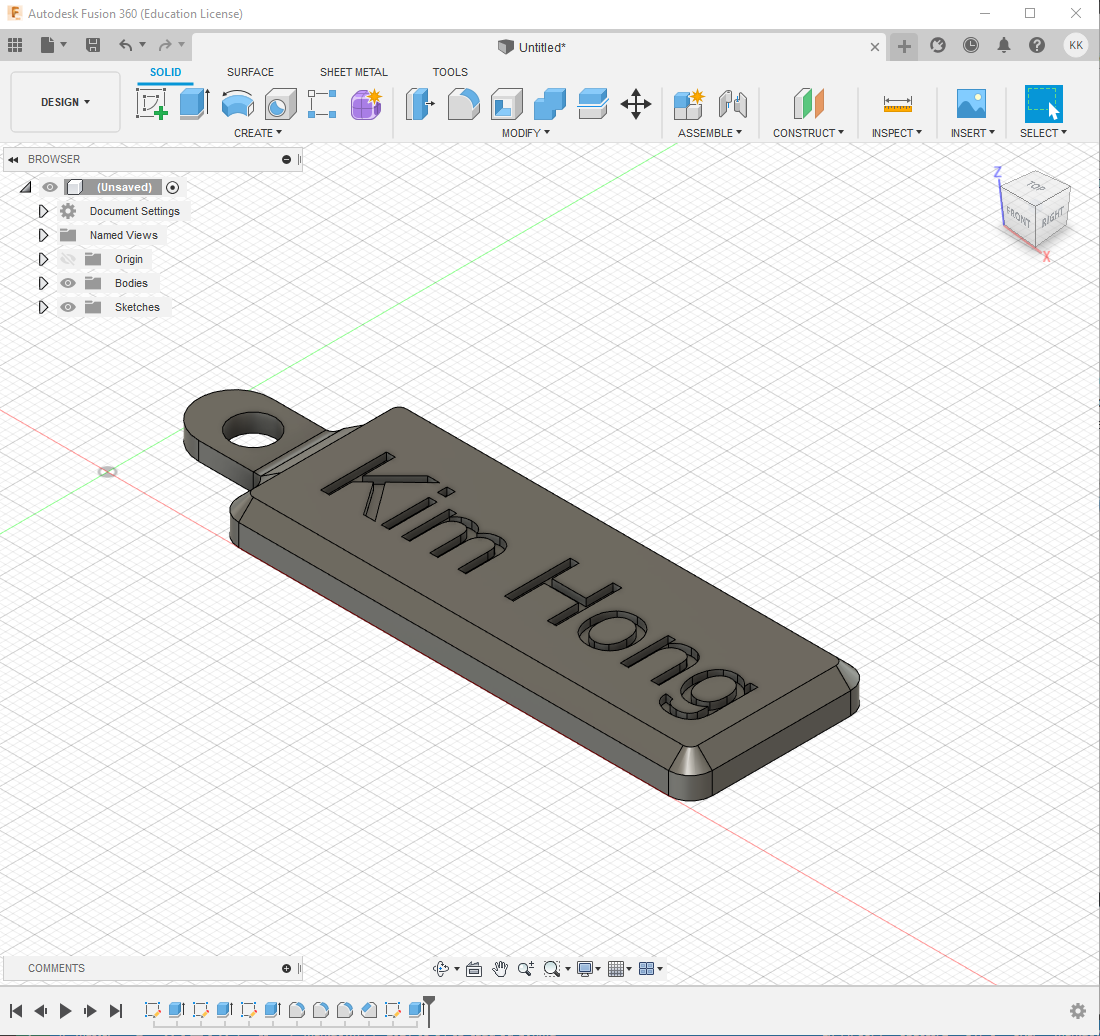 Autodesk Fusion 360 (Education License)
Untitled*
KK
SOLID SURFACE SHEET METAL TOOLS
DESIGN
CREATE MODIFY ASSEMBLE CONSTRUCT INSPECT INSERT SELECT
BROWSER
(Unsaved)
Document Settings
Named Views
Origin
Bodies
Sketches
Z
TOP
FRONT
RIGHT
X
Kim Hong
COMMENTS